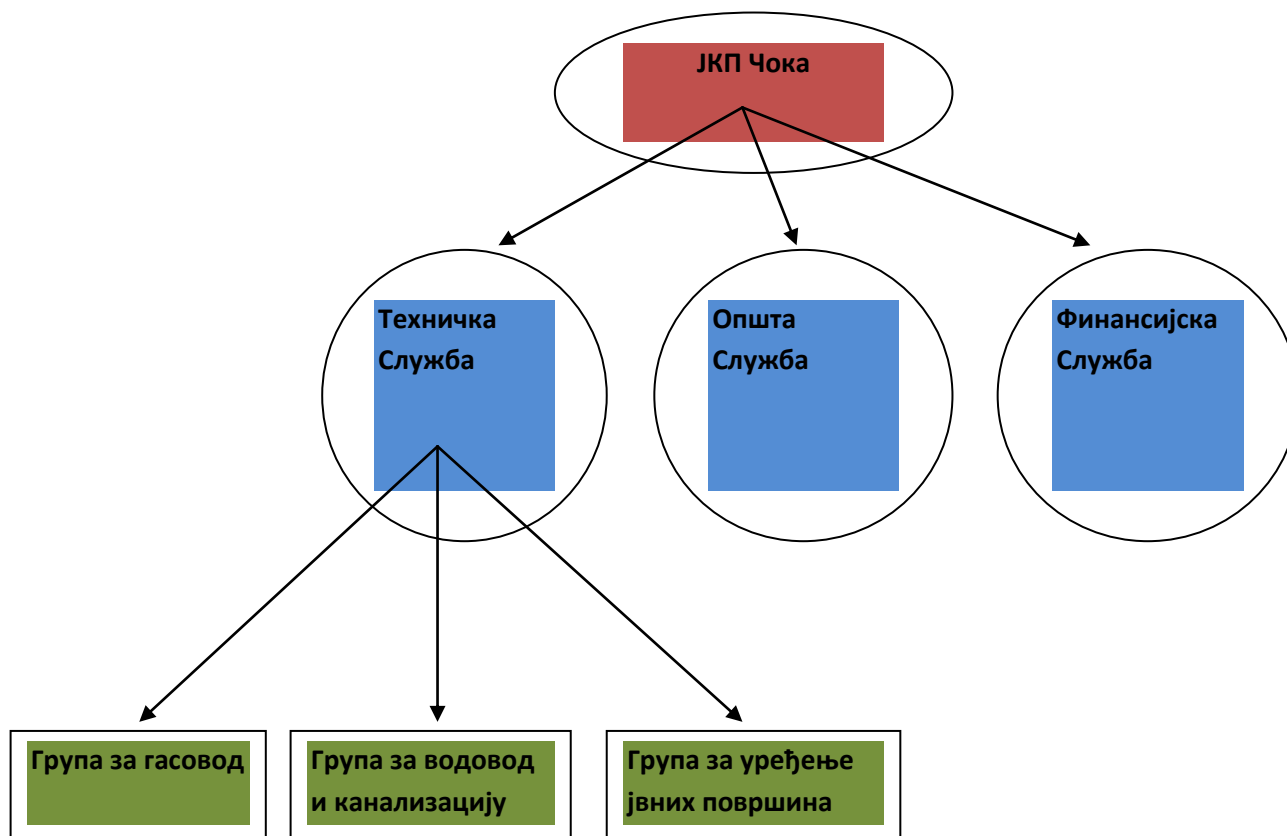 ЈКП Чока
Техничка
Служба
Општа
Служба
Финансијска
Служба
Група за гасовод
Група за водовод
и канализацију
Група за уређење
јвних површина